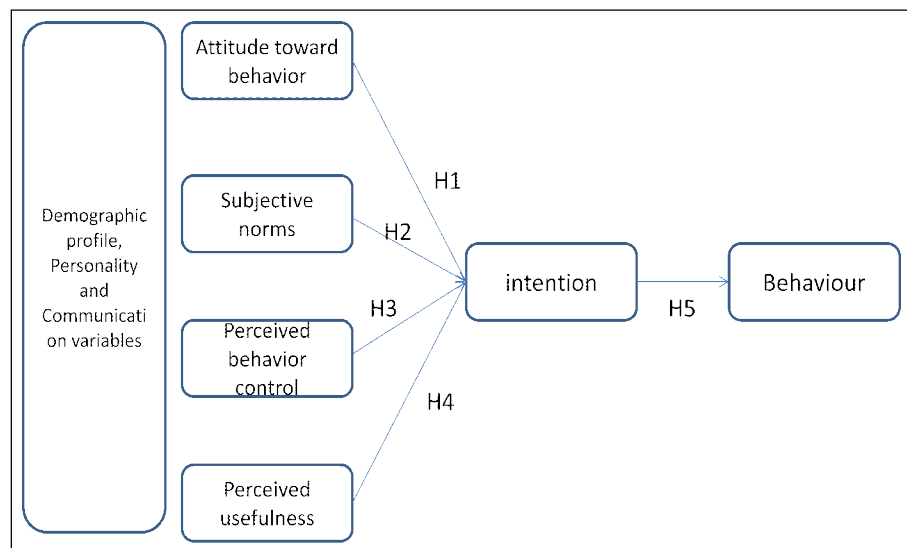 Demographic
profile,
Personality
and
Communicati
on variables
Attitude toward
behavior
Subjective
norms
Perceived behavior
control
Perceived
usefulness
H1
H2
H3
H4
intention
H5
Behaviour